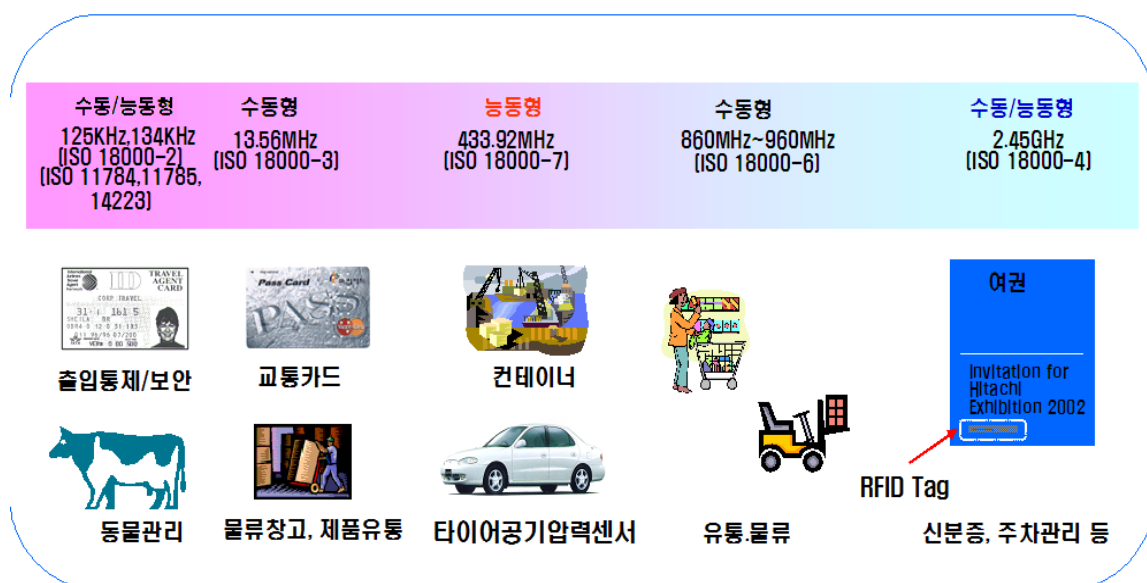 수동/능동형
125KHz,134KHz
(ISO 18000-2)
(ISO 11784,11785,
14223)
수동형
13.56MHz
(ISO 18000-3)
능동형
433.92MHz
(ISO 18000-7)
수동형
860MHz~960MHz
(ISO 18000-6)
수동/능동형
2.45GHz
(ISO 18000-4)
TRAVEL
AGENT
CARD
CORP TRAVEL
Pass Card
PASS
여권
Invitation for
Hitachi
Exhibition 2002
출입통제/보안
교통카드
컨테이너
RFID Tag
동물관리
물류창고, 제품유통
타이어공기압력센서
유통.물류
신분증, 주차관리 등